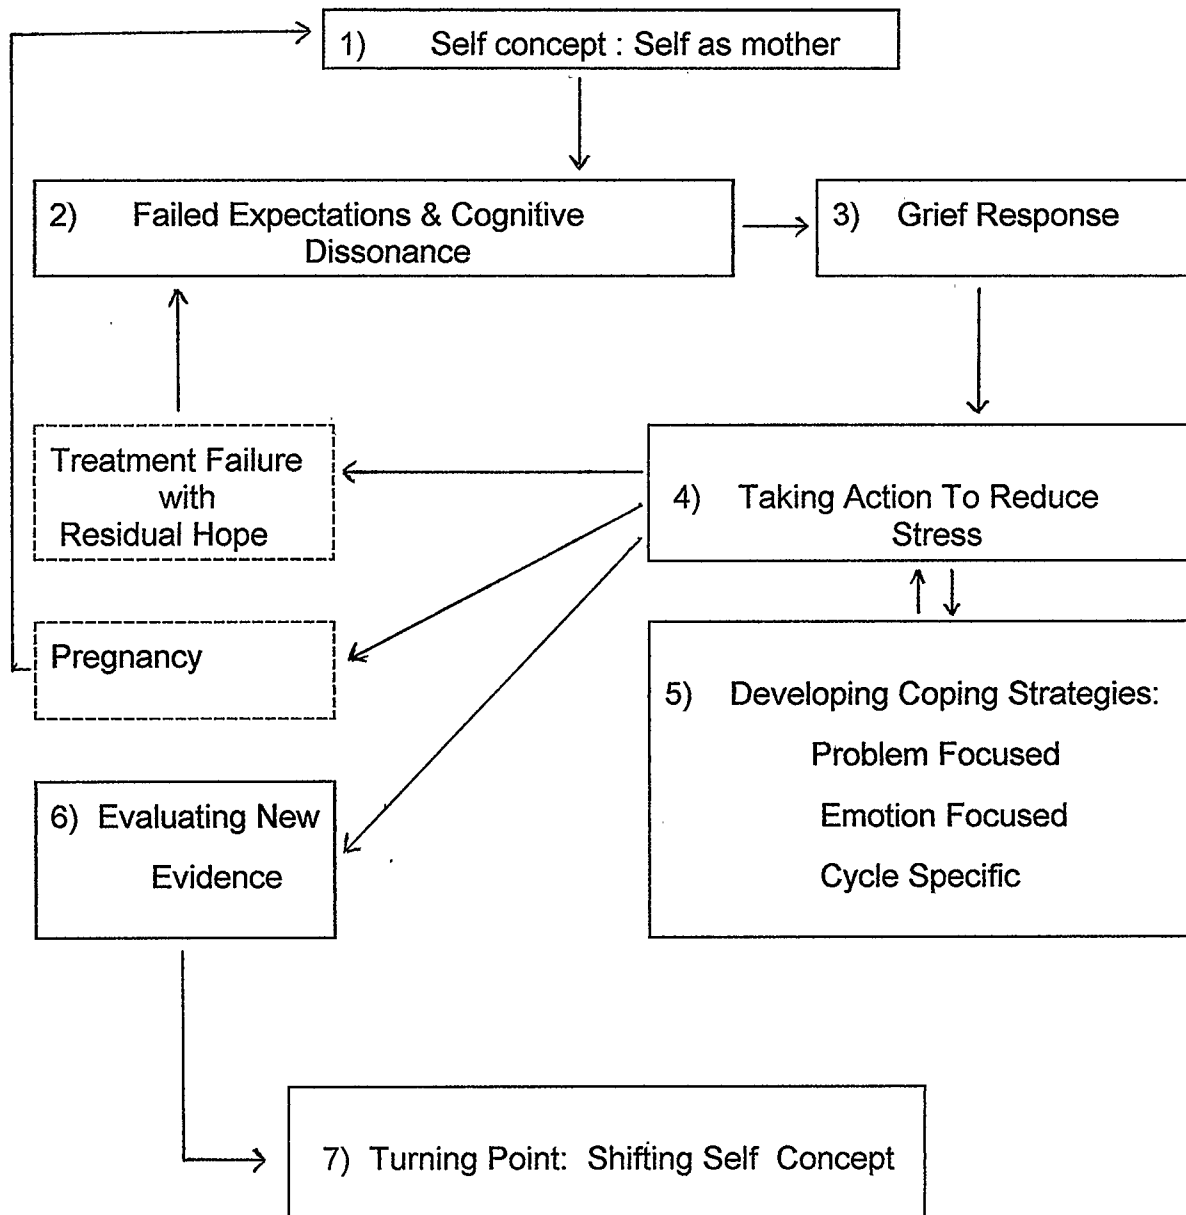 1) Self concept : Self as mother
2) Failed Expectations & Cognitive
Dissonance
3) Grief Response
Treatment Failure
with
Residual Hope
4) Taking Action To Reduce
Stress
Pregnancy
5) Developing Coping Strategies:
Problem Focused
Emotion Focused
Cycle Specific
6) Evaluating New
Evidence
7) Turning Point: Shifting Self Concept